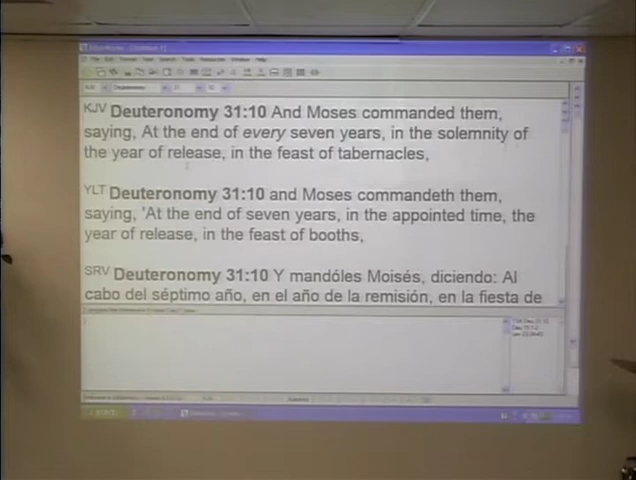 KJV Deuteronomy 31:10 And Moses commanded them,
saying, At the end of every seven years, in the solemnity of
the year of release, in the feast of tabernacles,
YLT Deuteronomy 31:10 and Moses commandeth them,
saying, 'At the end of seven years, in the appointed time, the
year of release, in the feast of booths,
SRV Deuteronomy 31:10 Y mandóles Moisés, diciendo: Al
cabo del séptimo año, en el año de la remisión, en la fiesta de